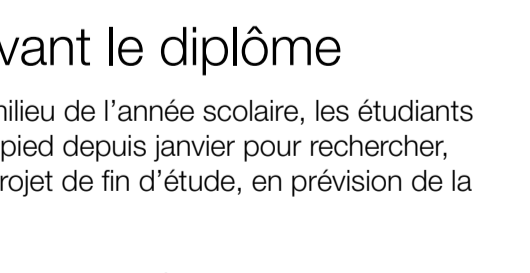 vant le diplôme
milieu de l’année scolaire, les étudiants
pied depuis janvier pour rechercher,
rojet de fin d’étude, en prévision de la